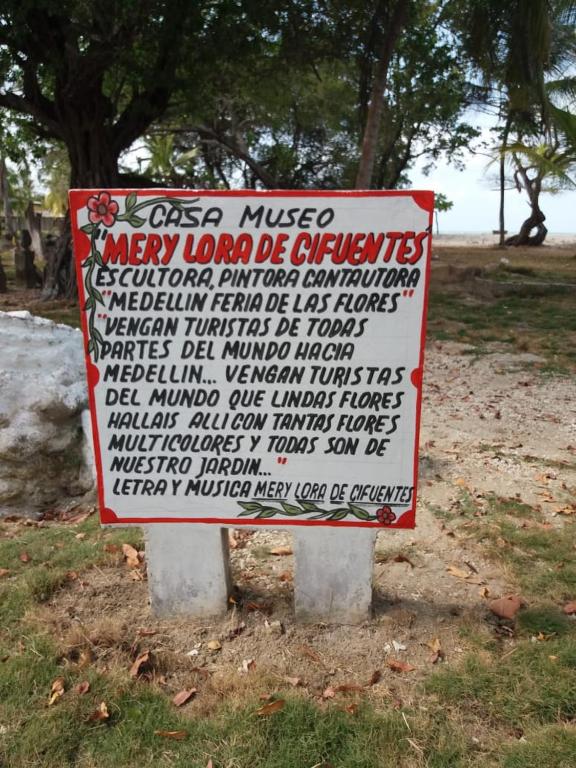 CASA MUSEO
"MERY LORA DE CIFUENTES"
ESCULTORA, PINTORA CANTAUTORA
"MEDELLIN FERIA DE LAS FLORES"
"VENGAN TURISTAS DE TODAS
PARTES DEL MUNDO HACIA
MEDELLIN... VENGAN TURISTAS
DEL MUNDO QUE LINDAS FLORES
HALLAIS ALLI CON TANTAS FLORES
MULTICOLORES Y TODAS SON DE
NUESTRO JARDIN... "
LETRA Y MUSICA MERY LORA DE CIFUENTES